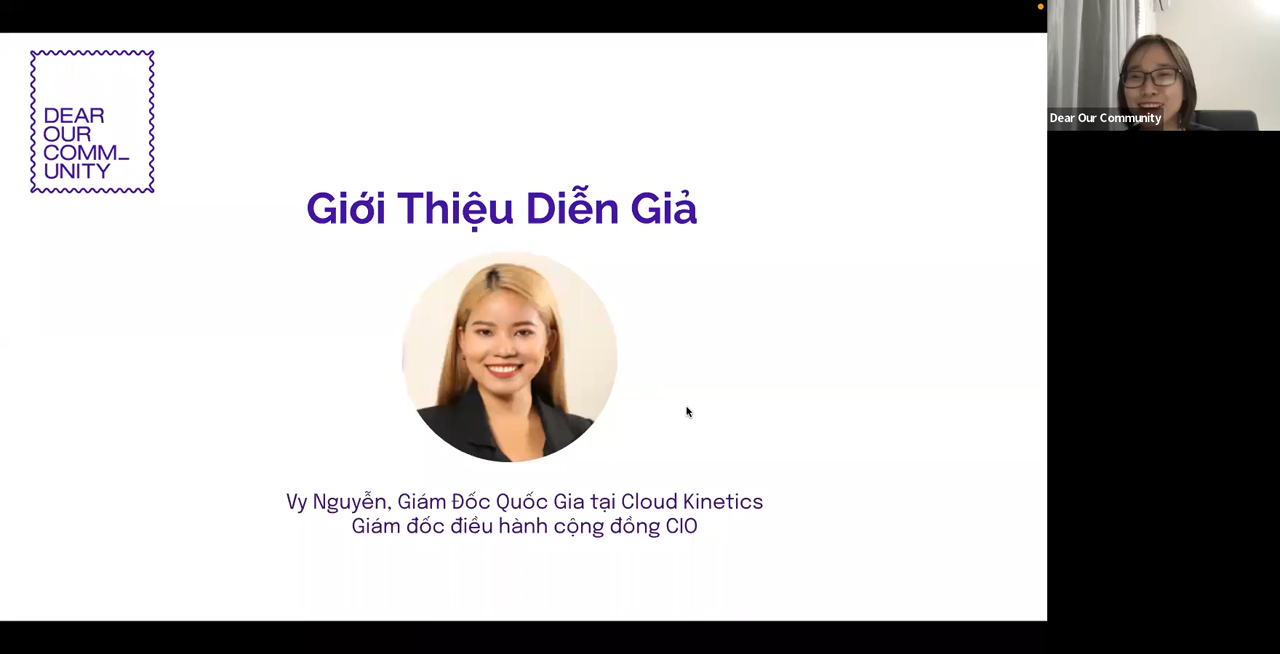 DEAR
OUR
COMM_
UNITY
Giới Thiệu Diễn Giả
Vy Nguyễn, Giám Đốc Quốc Gia tại Cloud Kinetics
Giám đốc điều hành cộng đồng CIO
Dear Our Community